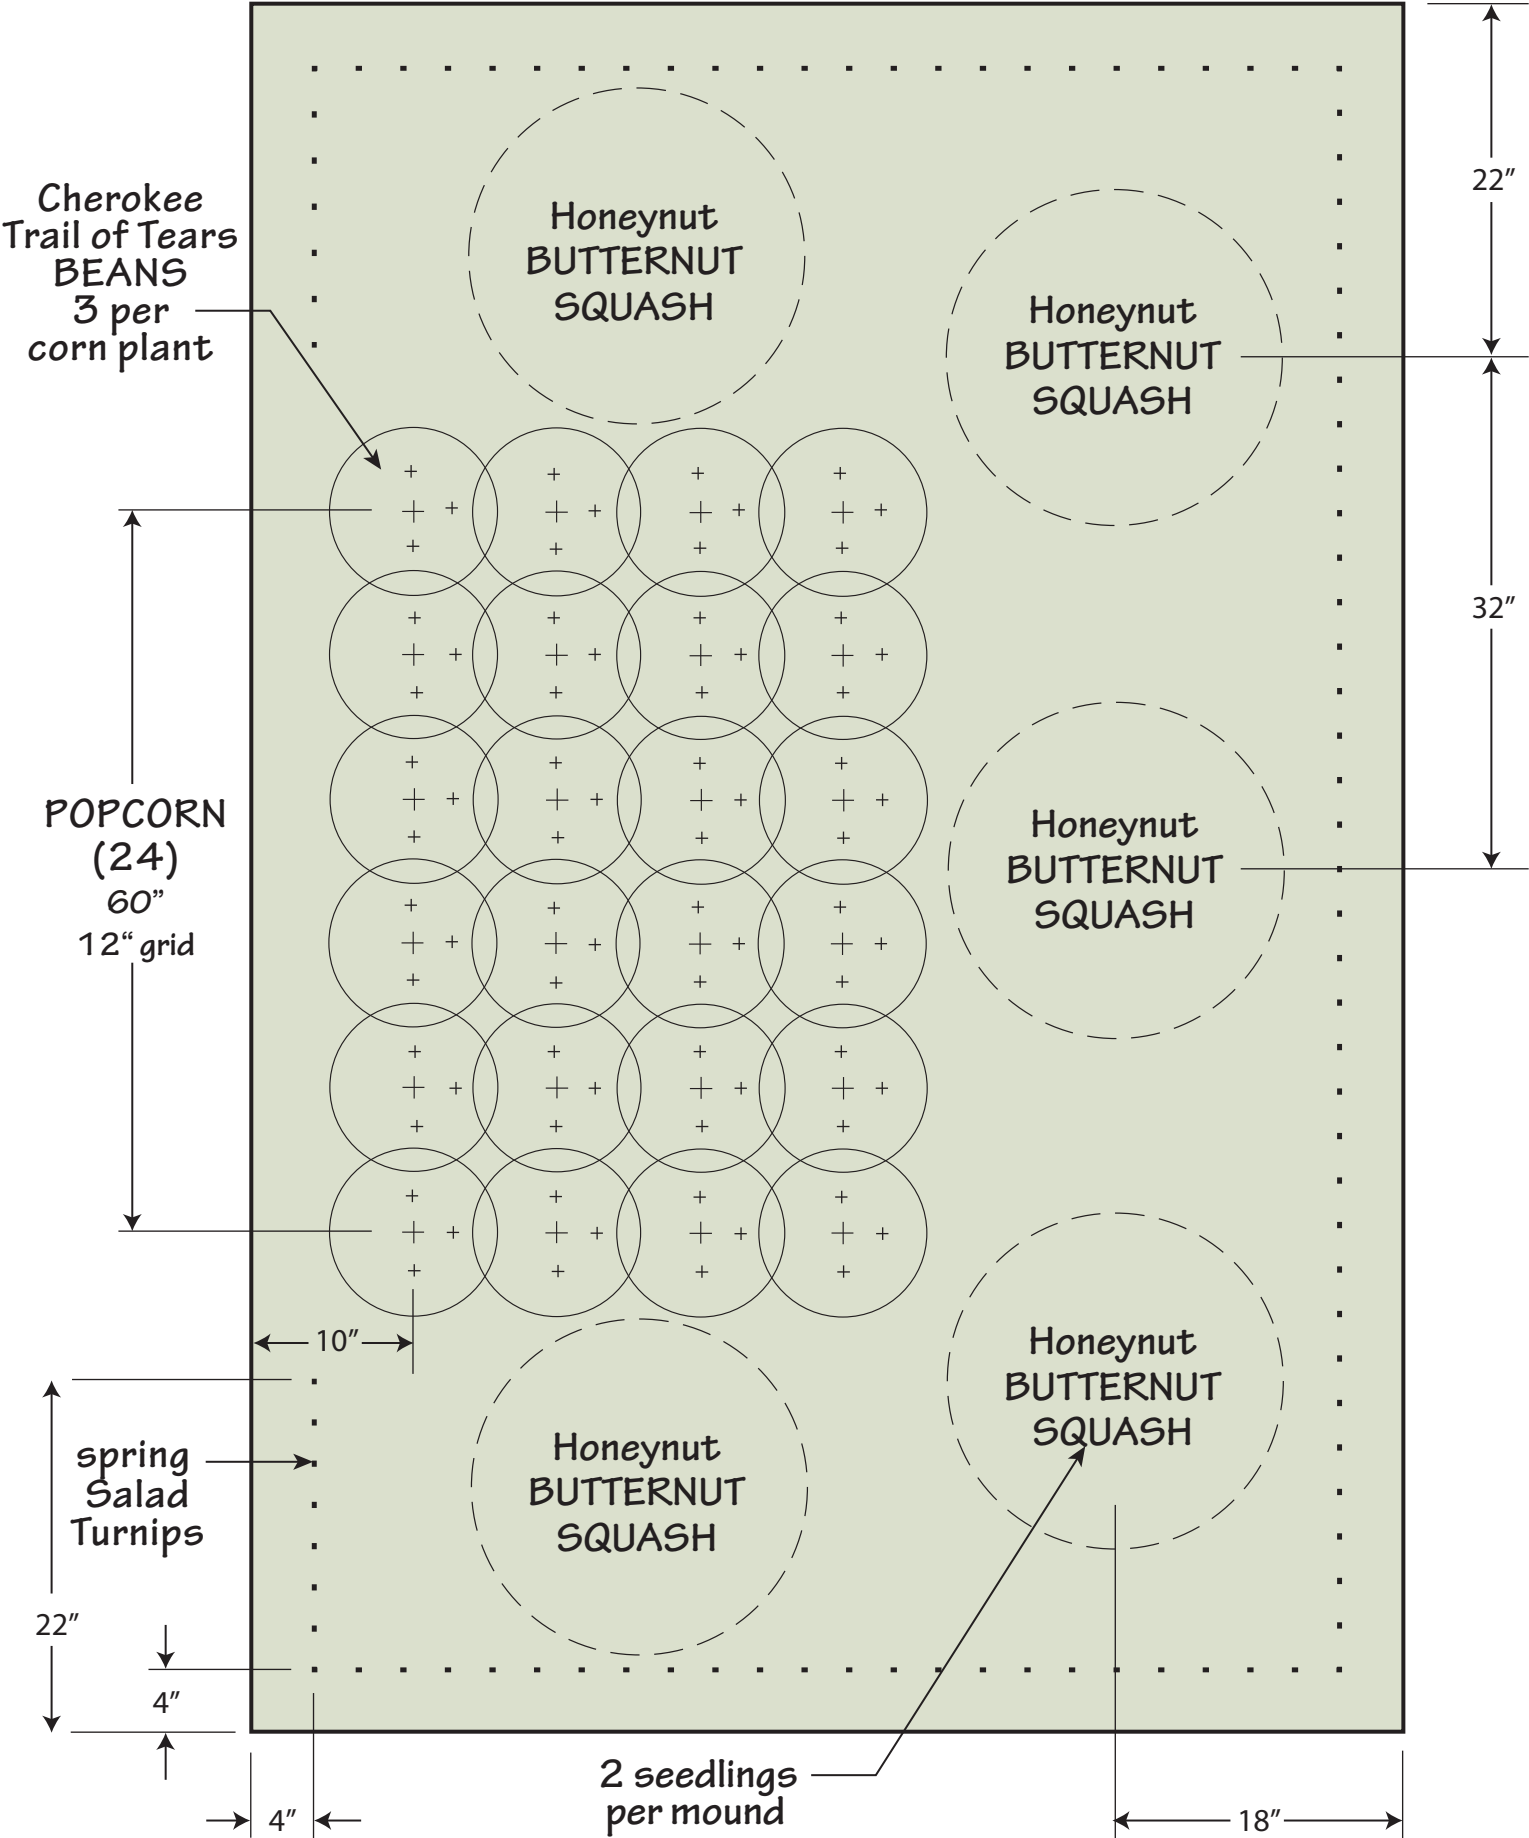 22″
Cherokee
Trail of Tears
BEANS
3 per
corn plant
Honeynut
BUTTERNUT
SQUASH
Honeynut
BUTTERNUT
SQUASH
32″
POPCORN
(24)
60”
12“ grid
Honeynut
BUTTERNUT
SQUASH
10″
Honeynut
BUTTERNUT
SQUASH
spring
Salad
Turnips
Honeynut
BUTTERNUT
SQUASH
22″
4″
4″
2 seedlings
per mound
18″